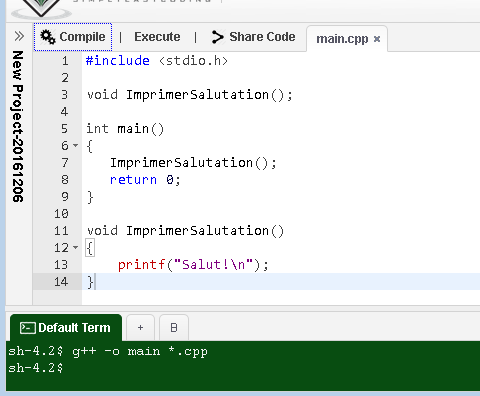 SIMPLEASYCODING
Compile | Execute | Share Code main.cpp ×
New Project-20161206
1 #include <stdio.h>
2
3 void ImprimerSalutation();
4
5 int main()
6 {
7 ImprimerSalutation();
8 return 0;
9 }
10
11 void ImprimerSalutation()
12 {
13 printf("Salut!\n");
14 }
Default Term + B
sh-4.2$ g++ -o main *.cpp
sh-4.2$